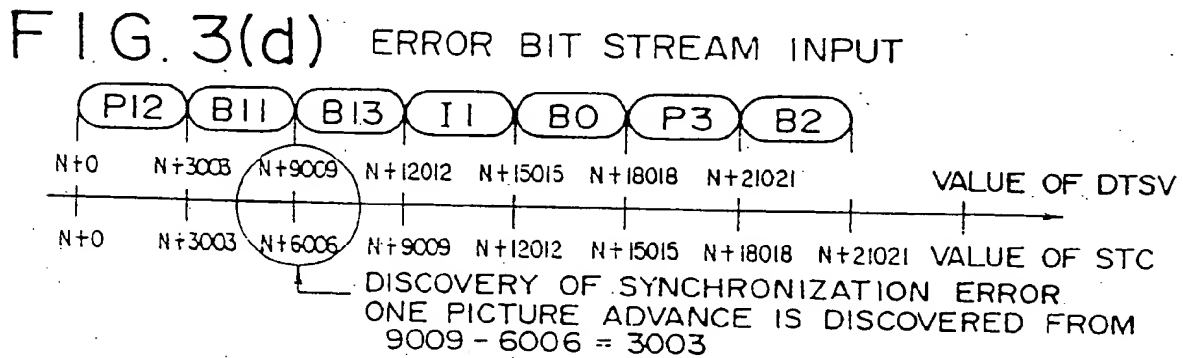 FIG. 3(d) ERROR BIT STREAM INPUT
P12 B11 B13 I1 B0 P3 B2
N+0 N+3003 N+9009 N+12012 N+15015 N+18018 N+21021 VALUE OF DTSV
N+0 N+3003 N+6006 N+9009 N+12012 N+15015 N+18018 N+21021 VALUE OF STC
DISCOVERY OF SYNCHRONIZATION ERROR
ONE PICTURE ADVANCE IS DISCOVERED FROM
9009-6006 = 3003